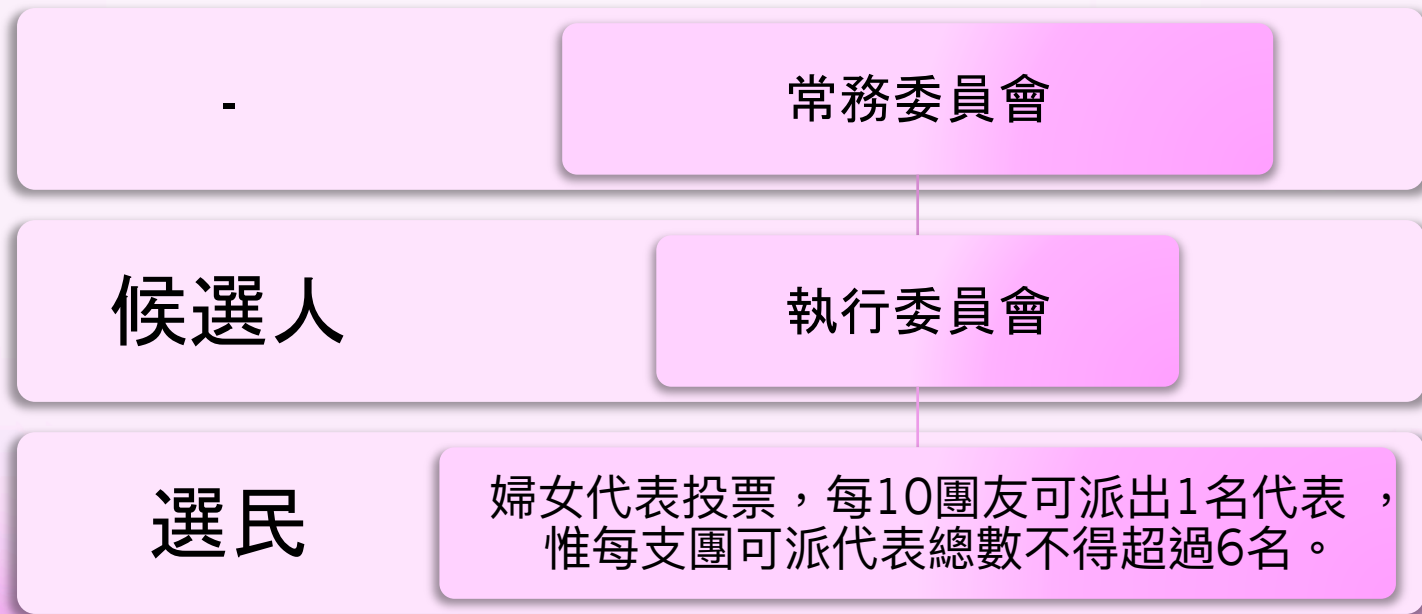 -
常務委員會
候選人
執行委員會
選民
婦女代表投票，每10團友可派出1名代表 ，
惟每支團可派代表總數不得超過6名。